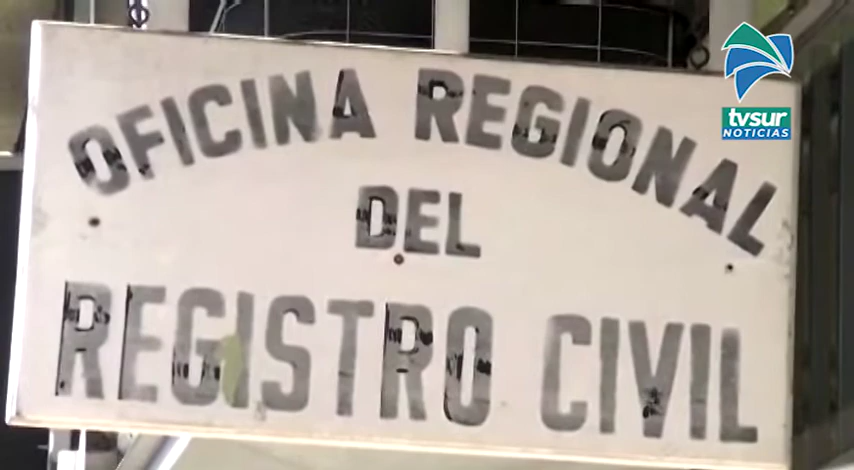 OFICINA REGIONAL
DEL
REGISTRO CIVIL
tvsur
NOTICIAS